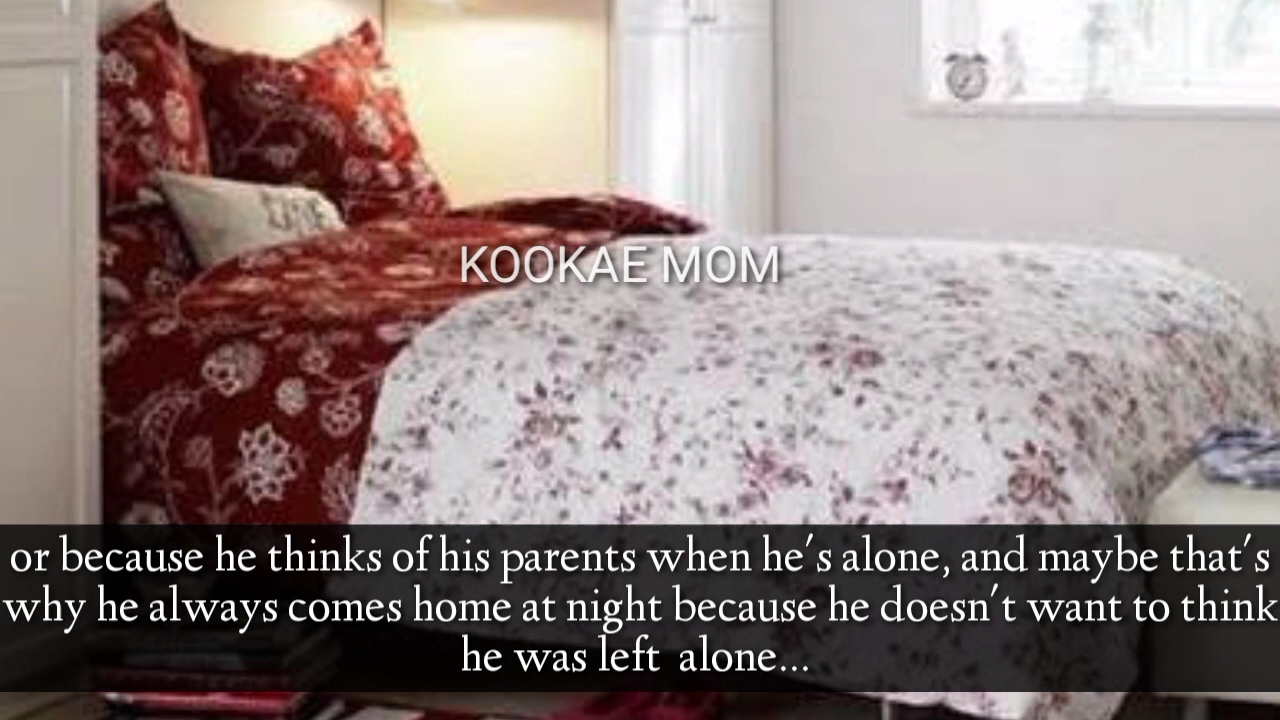 KOOKAE MOM
or because he thinks of his parents when he's alone, and maybe that's
why he always comes home at night because he doesn't want to think
he was left alone...